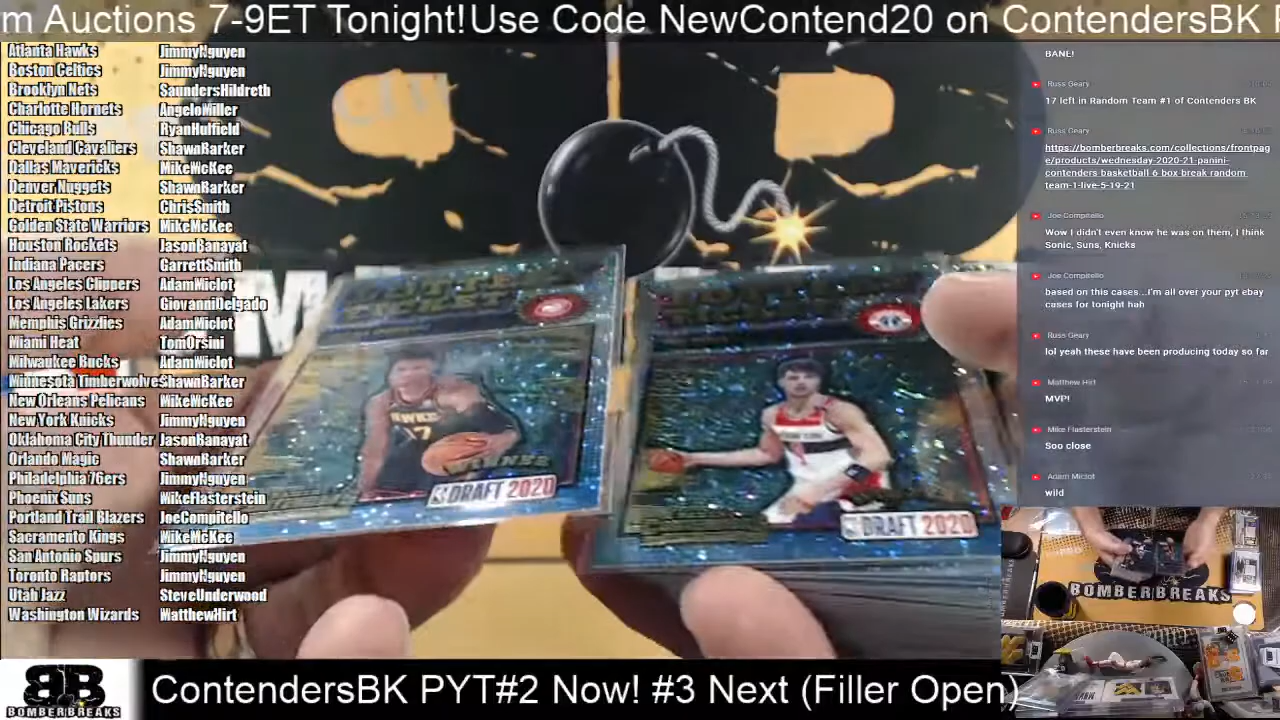 m Auctions 7-9ET Tonight!Use Code NewContend20 on ContendersBK
Atlanta Hawks JimmyNguyen
Boston Celtics JimmyNguyen
Brooklyn Nets SaundersHildreth
Charlotte Hornets AngeloMiller
Chicago Bulls RyanHulfield
Cleveland Cavaliers ShawnBarker
Dallas Mavericks MikeMcKee
Denver Nuggets ShawnBarker
Detroit Pistons ChrisSmith
Golden State Warriors MikeMcKee
Houston Rockets JasonBanayat
Indiana Pacers GarrettSmith
Los Angeles Clippers AdamMiclot
Los Angeles Lakers GiovanniDelgado
Memphis Grizzlies AdamMiclot
Miami Heat TomOrsini
Milwaukee Bucks AdamMiclot
Minnesota Timberwolves ShawnBarker
New Orleans Pelicans MikeMcKee
New York Knicks JimmyNguyen
Oklahoma City Thunder JasonBanayat
Orlando Magic ShawnBarker
Philadelphia 76ers JimmyNguyen
Phoenix Suns MikeFlasterstein
Portland Trail Blazers JoeCompitello
Sacramento Kings MikeMcKee
San Antonio Spurs JimmyNguyen
Toronto Raptors JimmyNguyen
Utah Jazz SteveUnderwood
Washington Wizards MatthewHirt
BANE!
Russ Geary
17 left in Random Team #1 of Contenders BK
Russ Geary
https://bomberbreaks.com/collections/frontpag
e/products/wednesday-2020-21-panini-
contenders-basketball-6-box-break-random-
team-1-live-5-19-21
Joe Compitello
Wow I didn't even know he was on them, I think
Sonic, Suns, Knicks
Joe Compitello
based on this cases...I'm all over your pyt ebay
cases for tonight hah
Russ Geary
lol yeah these have been producing today so far
Matthew Hirt
MVP!
Mike Flasterstein
Soo close
Adam Miclot
wild
DRAFT 2020
DRAFT 2020
BOMBERBREAKS
BB
BOMBERBREAKS
ContendersBK PYT#2 Now! #3 Next (Filler Open)